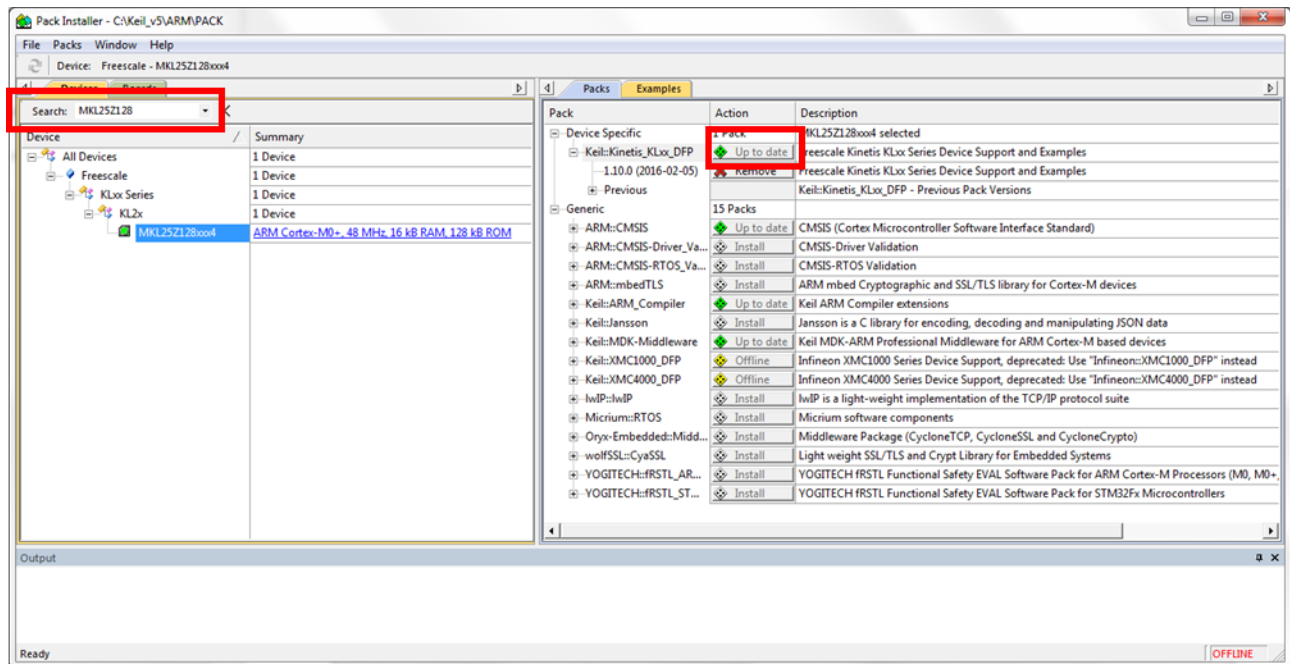 Pack Installer - C:\Keil_v5\ARM\PACK
File Packs Window Help
Device: Freescale - MKL25Z128xxx4
Devices Boards
Search: MKL25Z128
Device Summary
All Devices 1 Device
Freescale 1 Device
KLxx Series 1 Device
KL2x 1 Device
MKL25Z128xxx4 ARM Cortex-M0+, 48 MHz, 16 kB RAM, 128 kB ROM
Packs Examples
Pack Action Description
Device Specific 1 Pack MKL25Z128xxx4 selected
Keil::Kinetis_KLxx_DFP Up to date Freescale Kinetis KLxx Series Device Support and Examples
1.10.0 (2016-02-05) Remove Freescale Kinetis KLxx Series Device Support and Examples
Previous Keil::Kinetis_KLxx_DFP - Previous Pack Versions
Generic 15 Packs
ARM::CMSIS Up to date CMSIS (Cortex Microcontroller Software Interface Standard)
ARM::CMSIS-Driver_Va... Install CMSIS-Driver Validation
ARM::CMSIS-RTOS_Va... Install CMSIS-RTOS Validation
ARM::mbedTLS Install ARM mbed Cryptographic and SSL/TLS library for Cortex-M devices
Keil::ARM_Compiler Up to date Keil ARM Compiler extensions
Keil::Jansson Install Jansson is a C library for encoding, decoding and manipulating JSON data
Keil::MDK-Middleware Up to date Keil MDK-ARM Professional Middleware for ARM Cortex-M based devices
Keil::XMC1000_DFP Offline Infineon XMC1000 Series Device Support, deprecated: Use "Infineon::XMC1000_DFP" instead
Keil::XMC4000_DFP Offline Infineon XMC4000 Series Device Support, deprecated: Use "Infineon::XMC4000_DFP" instead
lwIP::lwIP Install lwIP is a light-weight implementation of the TCP/IP protocol suite
Micrium::RTOS Install Micrium software components
Oryx-Embedded::Midd... Install Middleware Package (CycloneTCP, CycloneSSL and CycloneCrypto)
wolfSSL::CyaSSL Install Light weight SSL/TLS and Crypt Library for Embedded Systems
YOGITECH::fRSTL_AR... Install YOGITECH fRSTL Functional Safety EVAL Software Pack for ARM Cortex-M Processors (M0, M0+,
YOGITECH::fRSTL_ST... Install YOGITECH fRSTL Functional Safety EVAL Software Pack for STM32Fx Microcontrollers
Output
Ready OFFLINE